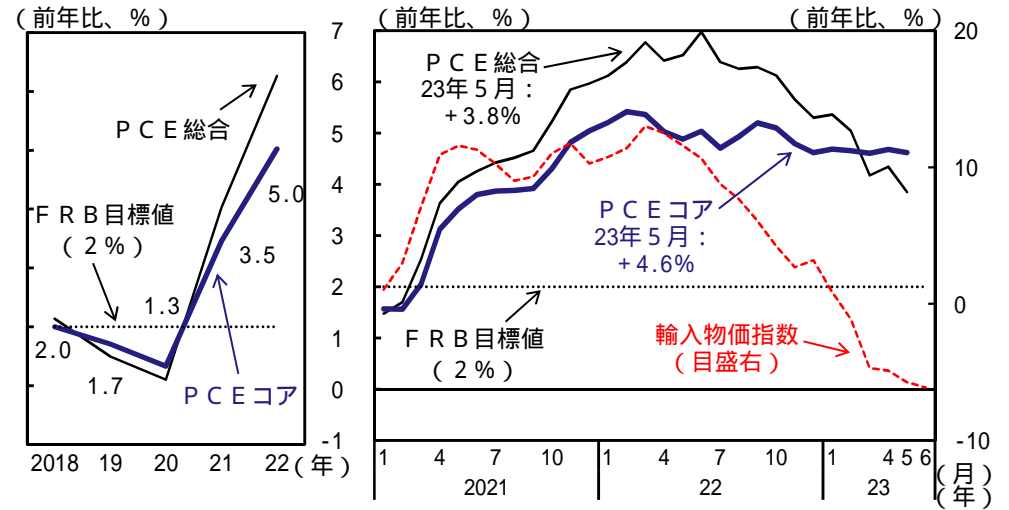 （前年比、％）
ＰＣＥ総合
ＦＲＢ目標値
（２％）
2.0
1.7
1.3
3.5
5.0
ＰＣＥコア
2018 19 20 21 22（年）
（前年比、％）
（前年比、％）
7
6
5
4
3
2
1
0
-1
20
10
0
-10
ＰＣＥ総合
23年５月：
+3.8%
ＰＣＥコア
23年５月：
+4.6%
ＦＲＢ目標値
（２％）
輸入物価指数
（目盛右）
1 4 7 10 1 4 7 10 1 4 5 6（月）
2021 22 23（年）